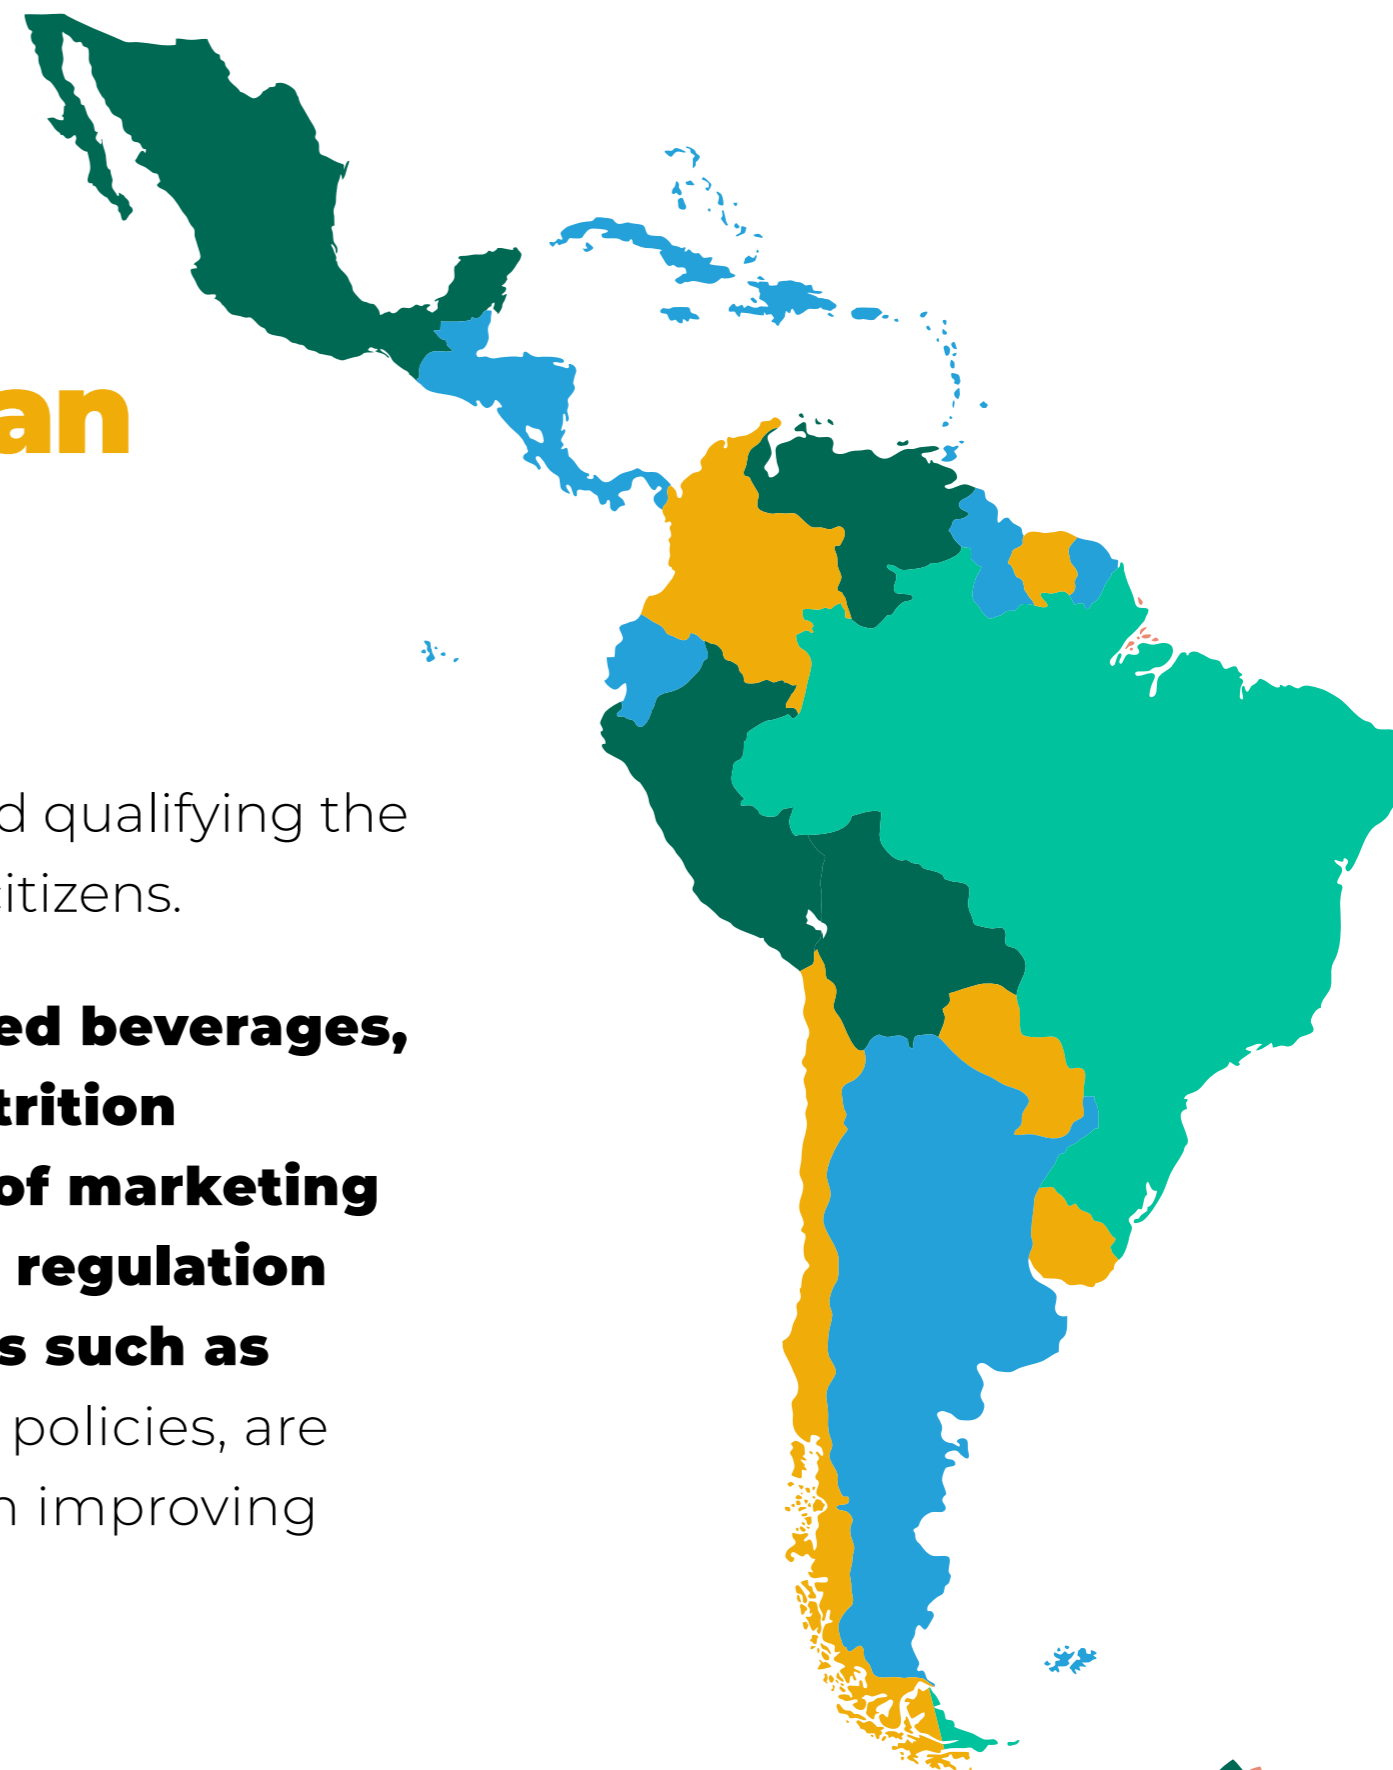 an
d qualifying the
citizens.
ed beverages,
trition
of marketing
regulation
s such as
policies, are
n improving